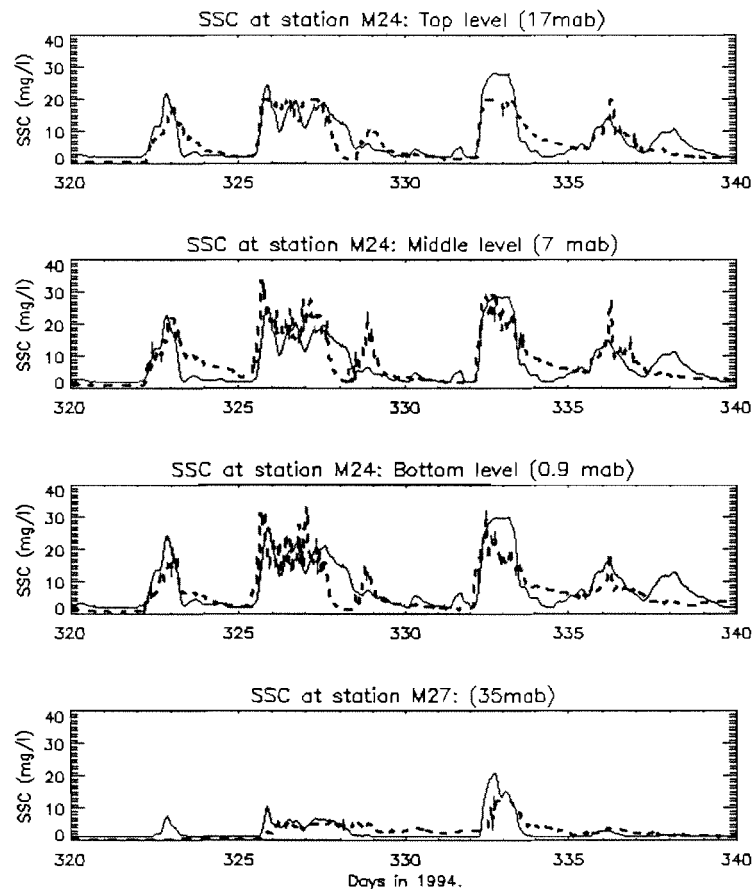 SSC at station M24: Top level (17mab)
SSC (mg/l)
40
30
20
10
0
320 325 330 335 340
SSC at station M24: Middle level (7 mab)
SSC (mg/l)
40
30
20
10
0
320 325 330 335 340
SSC at station M24: Bottom level (0.9 mab)
SSC (mg/l)
40
30
20
10
0
320 325 330 335 340
SSC at station M27: (35mab)
SSC (mg/l)
40
30
20
10
0
320 325 330 335 340
Days in 1994.